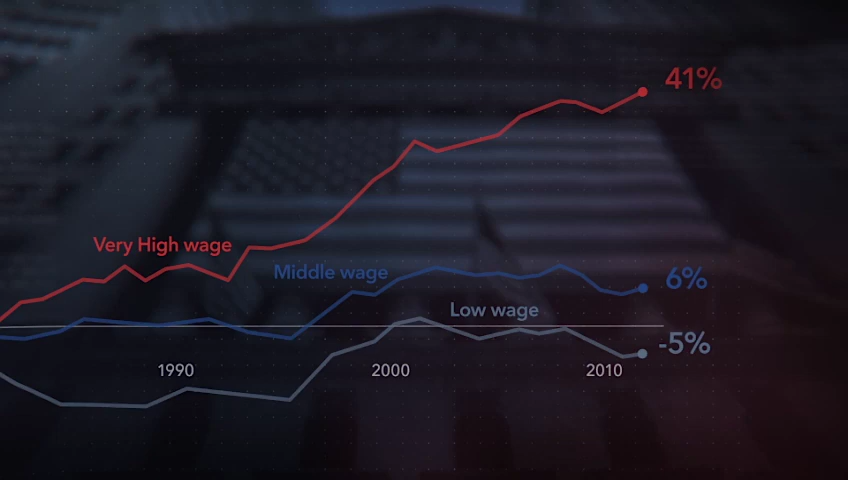 41%
Very High wage
Middle wage
6%
Low wage
-5%
1990
2000
2010